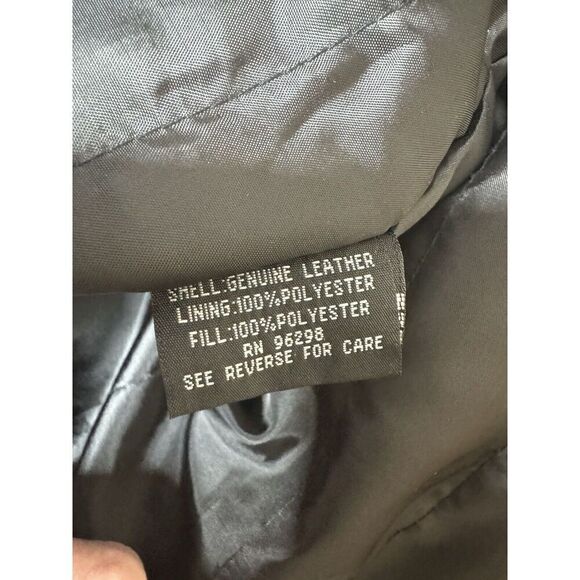 SHELL:GENUINE LEATHER
LINING:100%POLYESTER
FILL:100%POLYESTER
RN 96298
SEE REVERSE FOR CARE